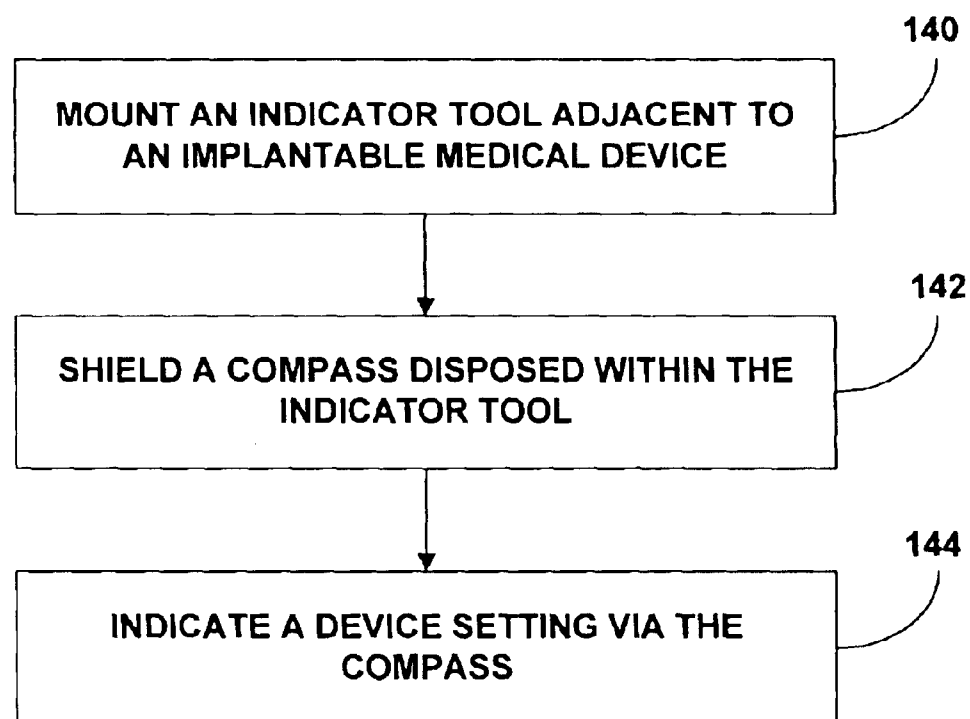 140
MOUNT AN INDICATOR TOOL ADJACENT TO
AN IMPLANTABLE MEDICAL DEVICE
142
SHIELD A COMPASS DISPOSED WITHIN THE
INDICATOR TOOL
144
INDICATE A DEVICE SETTING VIA THE
COMPASS